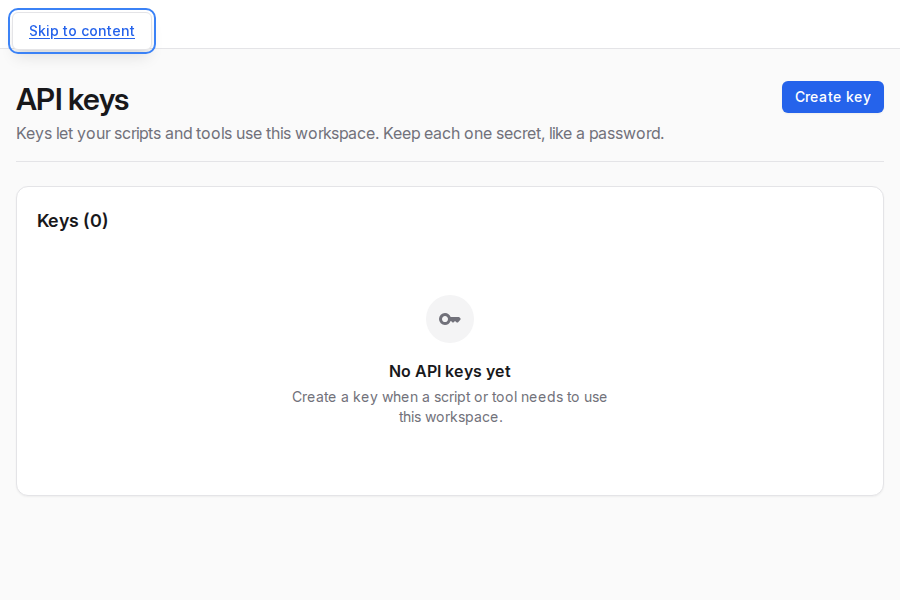 Skip to content
API keys
Create key
Keys let your scripts and tools use this workspace. Keep each one secret, like a password.
Keys (0)
No API keys yet
Create a key when a script or tool needs to use
this workspace.